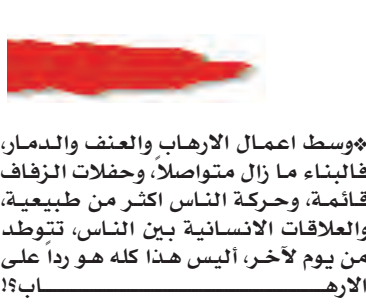 ❖وسط اعمال الارهاب والعنف والدمار،
فالبناء ما زال متواصلاً، وحفلات الزفاف
قائمة، وحركة الناس اكثر من طبيعية،
والعلاقات الانسانية بين الناس، تتوطد
من يوم لآخر، أليس هذا كله هو رداً على
الارهـــــــــــــــــــــــــــــاب؟!